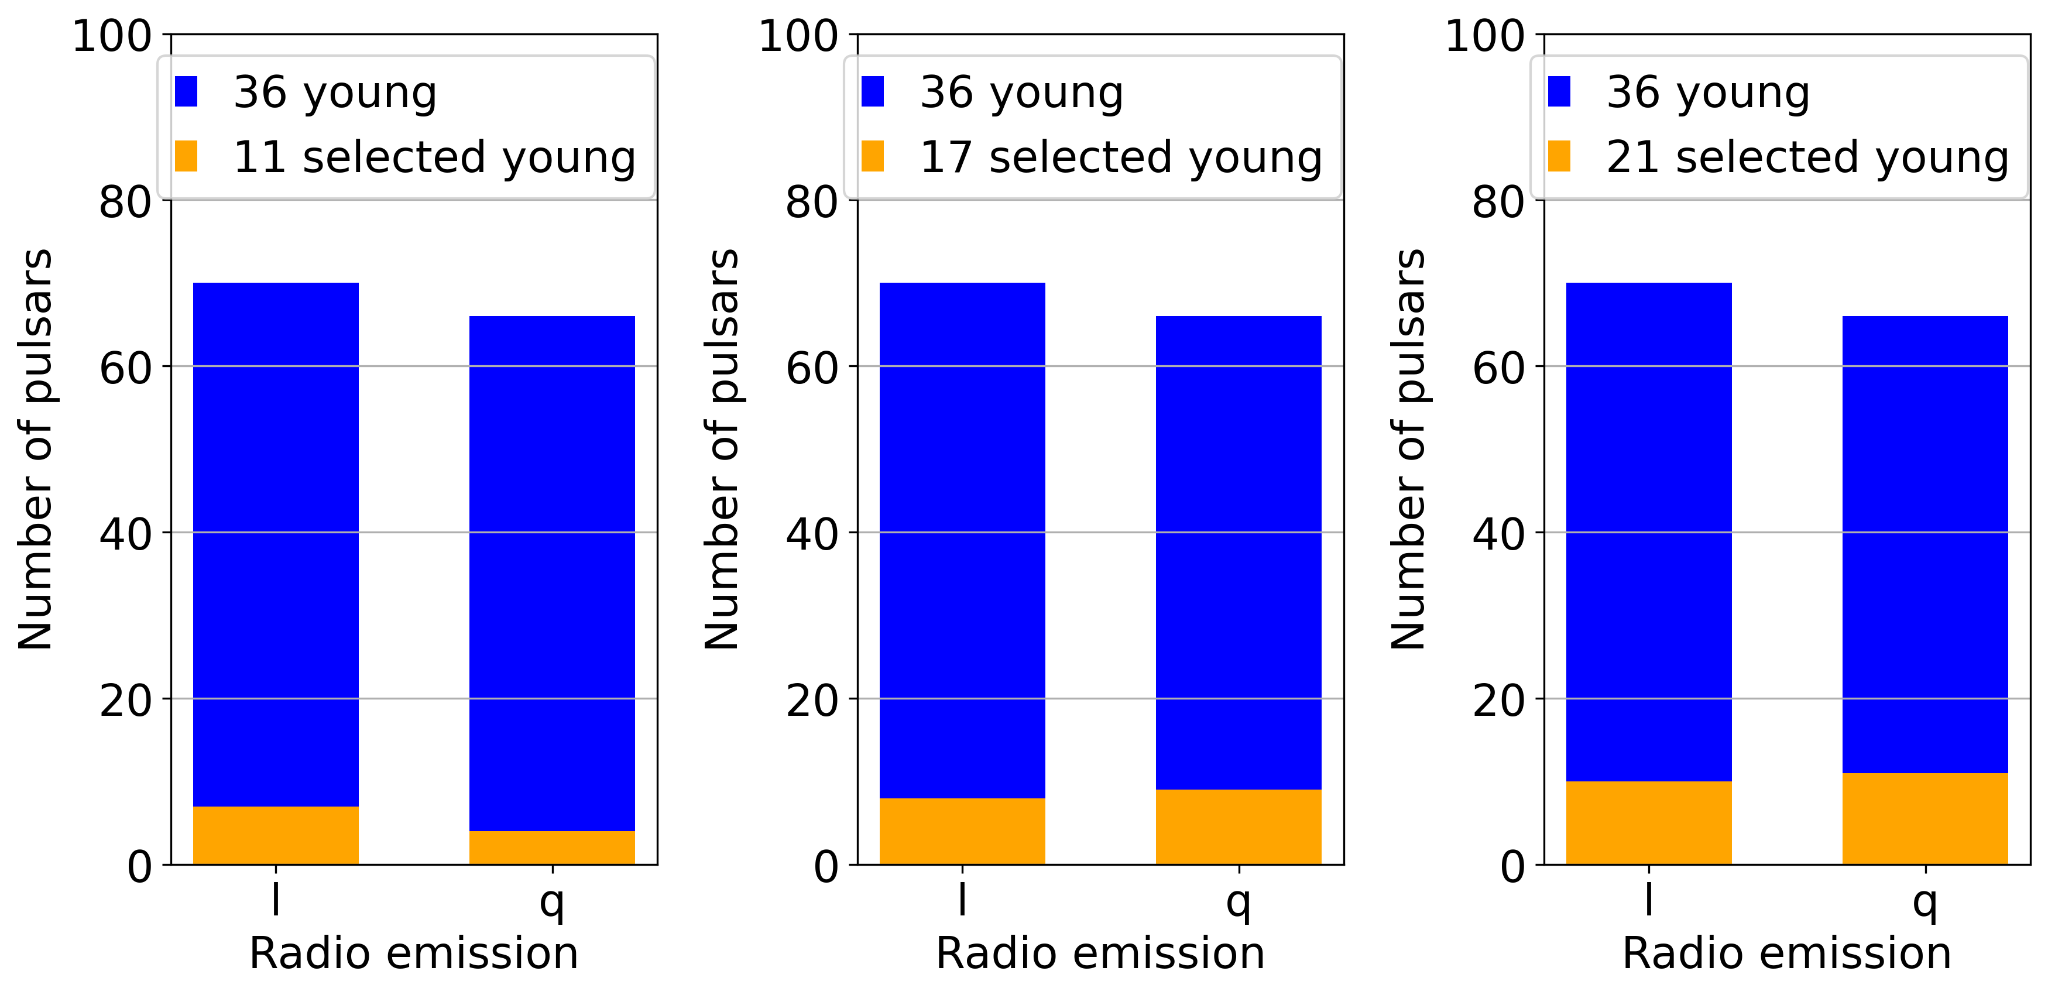 100
80
60
40
20
0
Number of pulsars
36 young
11 selected young
l
q
Radio emission
100
80
60
40
20
0
Number of pulsars
36 young
17 selected young
l
q
Radio emission
100
80
60
40
20
0
Number of pulsars
36 young
21 selected young
l
q
Radio emission